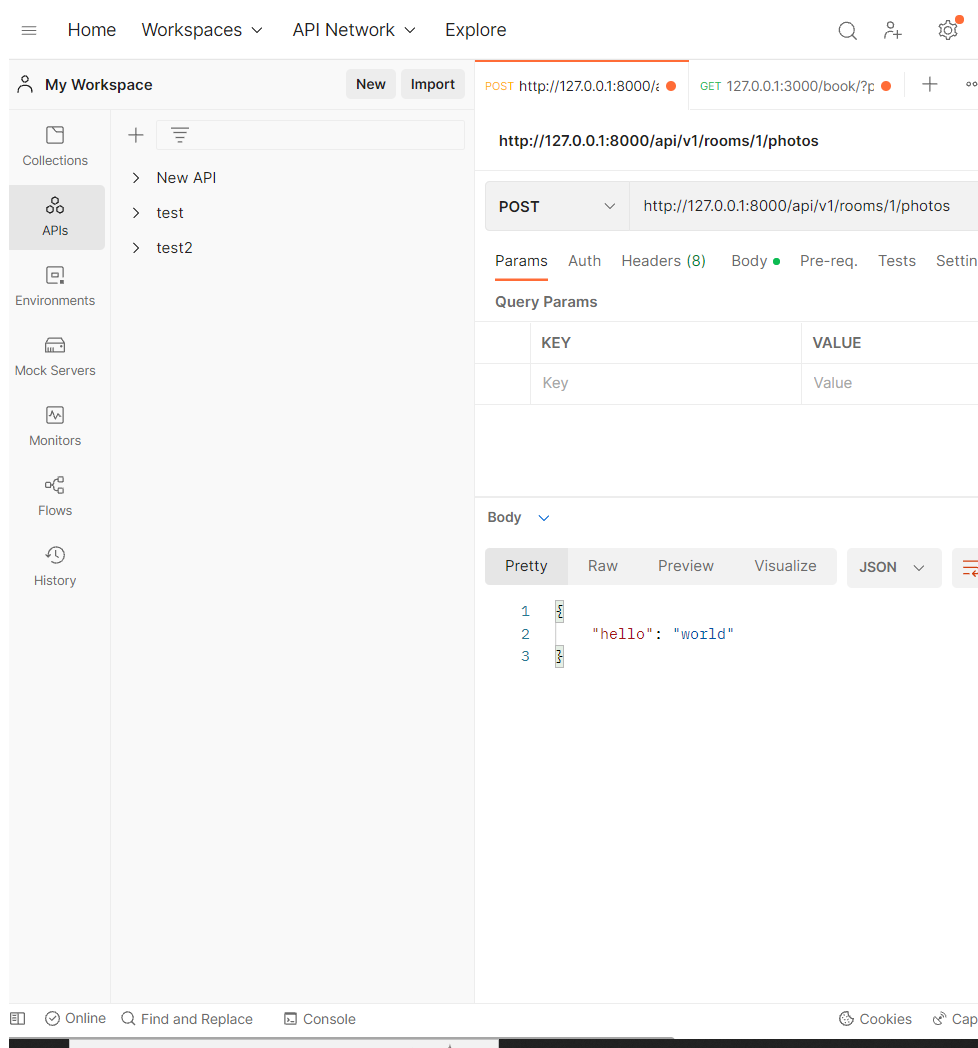 Home Workspaces API Network Explore
My Workspace New Import
POST http://127.0.0.1:8000/a GET 127.0.0.1:3000/book/?p
http://127.0.0.1:8000/api/v1/rooms/1/photos
POST http://127.0.0.1:8000/api/v1/rooms/1/photos
Params Auth Headers (8) Body Pre-req. Tests Settin
Query Params
KEY VALUE
Key Value
Collections
APIs
Environments
Mock Servers
Monitors
Flows
History
New API
test
test2
Body
Pretty Raw Preview Visualize JSON
1 {
2 "hello": "world"
3 }
Online Find and Replace Console Cookies Cap